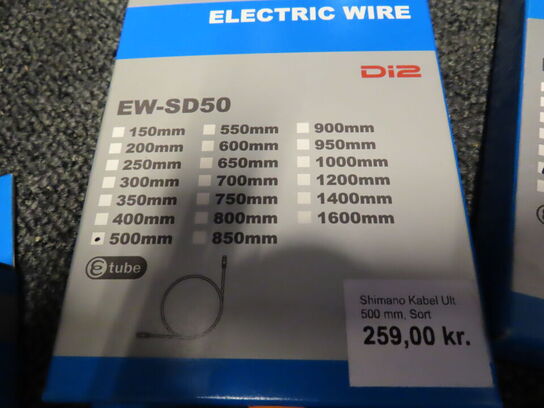 ELECTRIC WIRE
Di2
EW-SD50
150mm 550mm 900mm
200mm 600mm 950mm
250mm 650mm 1000mm
300mm 700mm 1200mm
350mm 750mm 1400mm
400mm 800mm 1600mm
500mm 850mm
e tube
Shimano Kabel Ult
500 mm, Sort
259,00 kr.